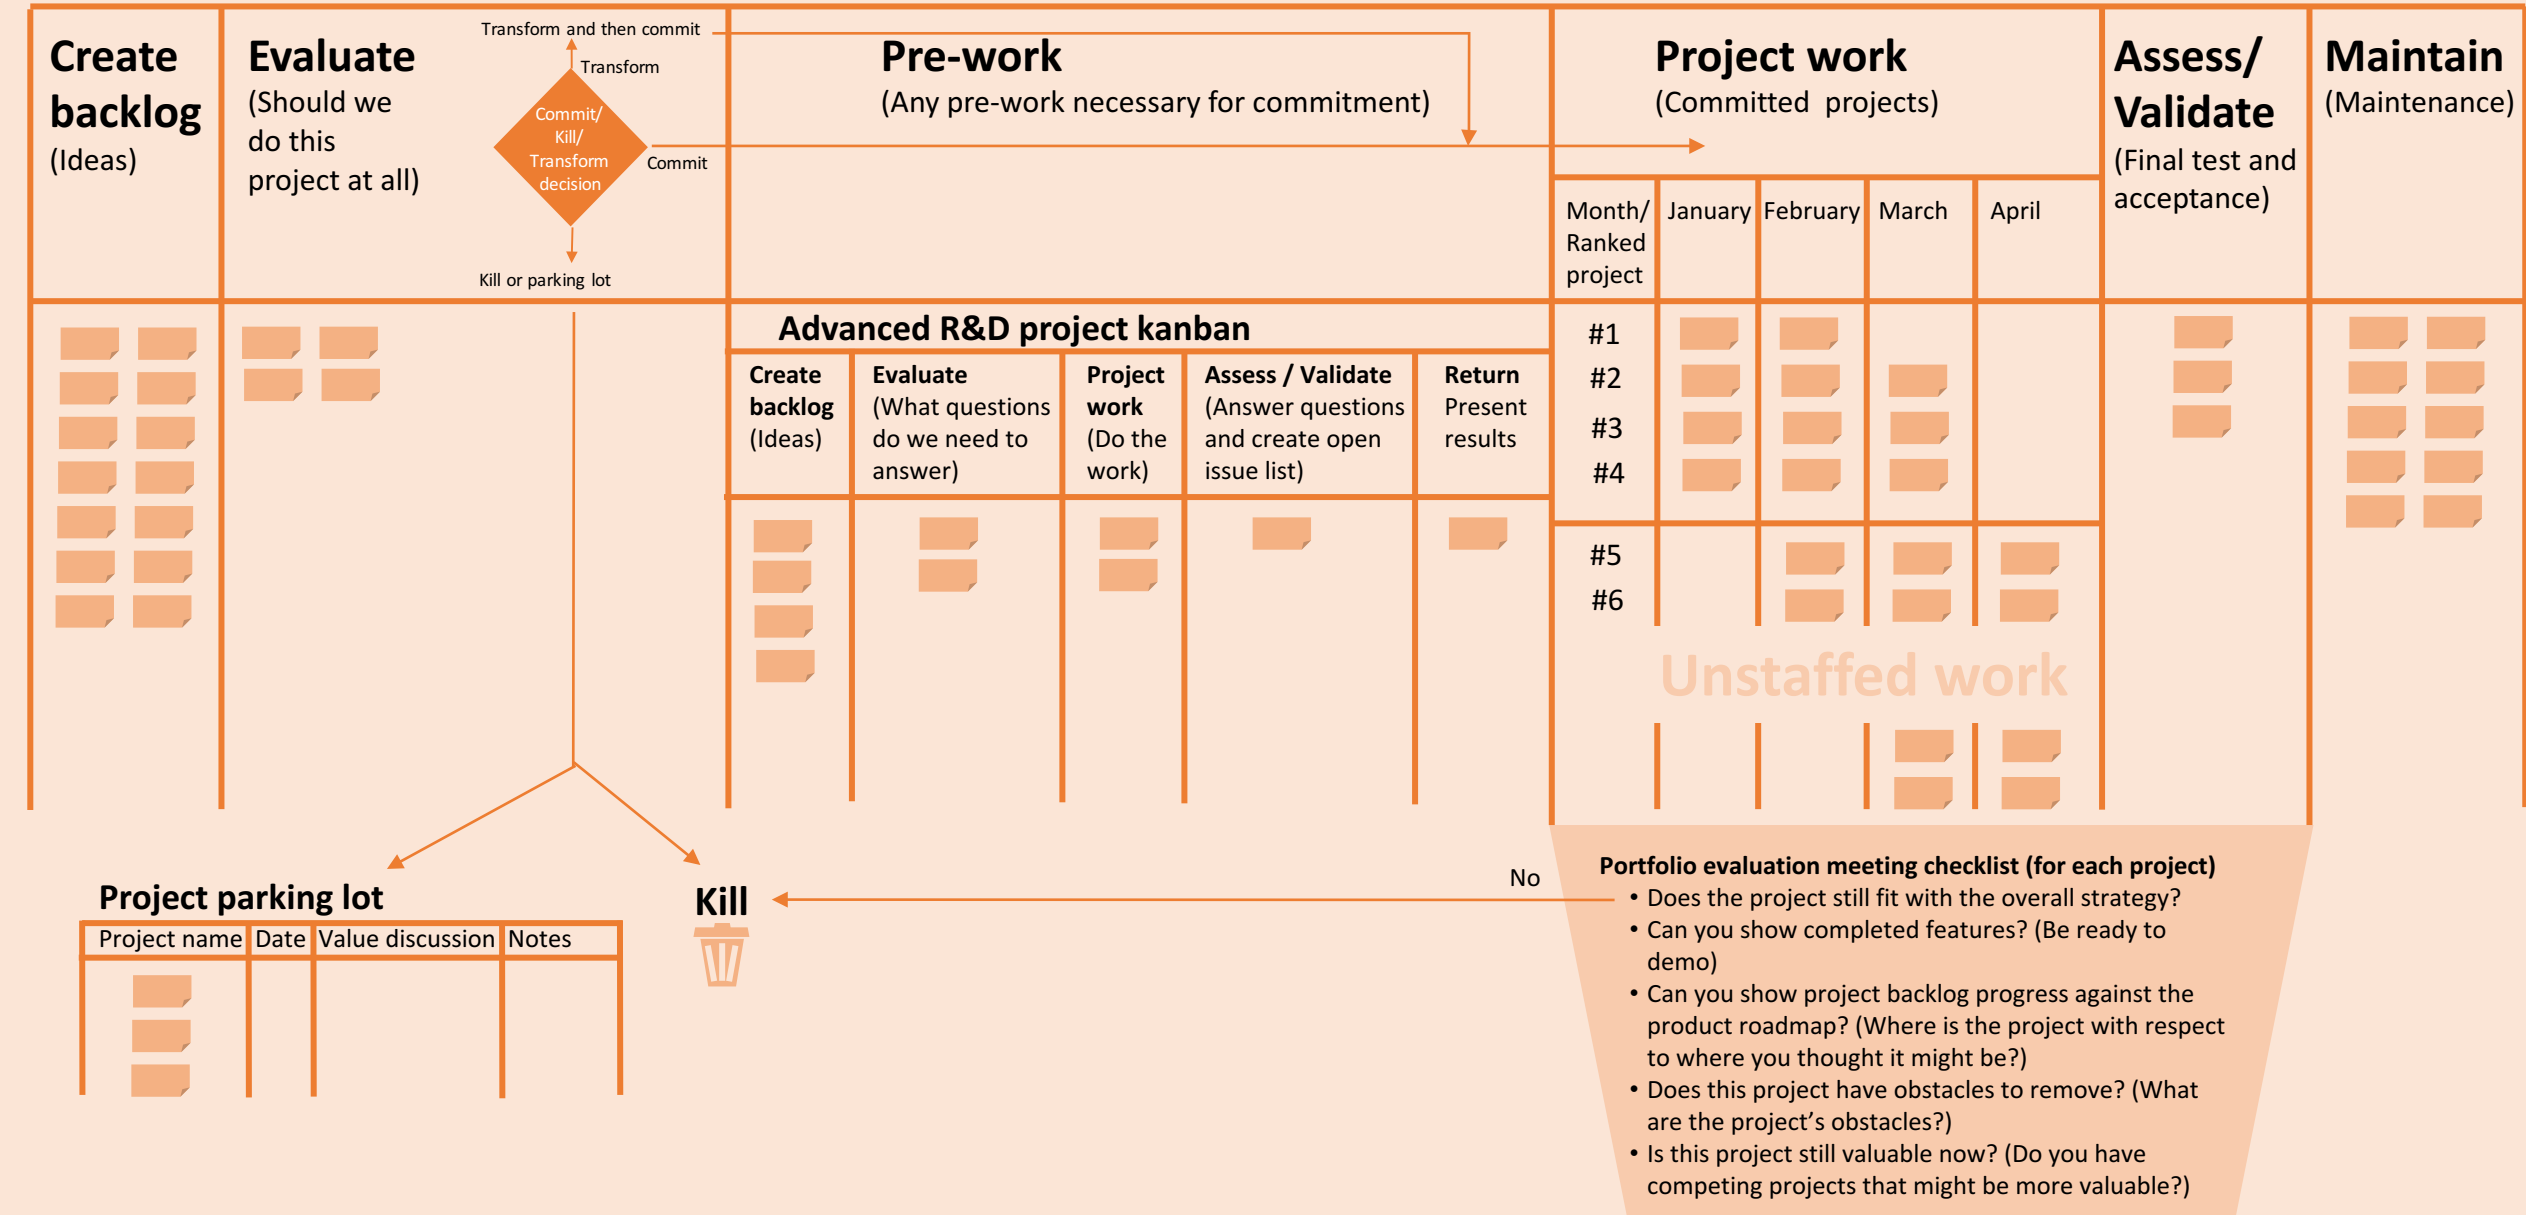 Create
backlog
(Ideas)
Evaluate
(Should we
do this
project at all)
Transform and then commit
Transform
Commit/
Kill/
Transform
decision
Commit
Kill or parking lot
Pre-work
(Any pre-work necessary for commitment)
Project work
(Committed projects)
Month/
Ranked
project
January
February
March
April
Assess/
Validate
(Final test and
acceptance)
Maintain
(Maintenance)
Advanced R&D project kanban
Create
backlog
(Ideas)
Evaluate
(What questions
do we need to
answer)
Project
work
(Do the
work)
Assess / Validate
(Answer questions
and create open
issue list)
Return
Present
results
#1
#2
#3
#4
#5
#6
Unstaffed work
Project parking lot
Project name
Date
Value discussion
Notes
Kill
No
Portfolio evaluation meeting checklist (for each project)
• Does the project still fit with the overall strategy?
• Can you show completed features? (Be ready to
demo)
• Can you show project backlog progress against the
product roadmap? (Where is the project with respect
to where you thought it might be?)
• Does this project have obstacles to remove? (What
are the project’s obstacles?)
• Is this project still valuable now? (Do you have
competing projects that might be more valuable?)